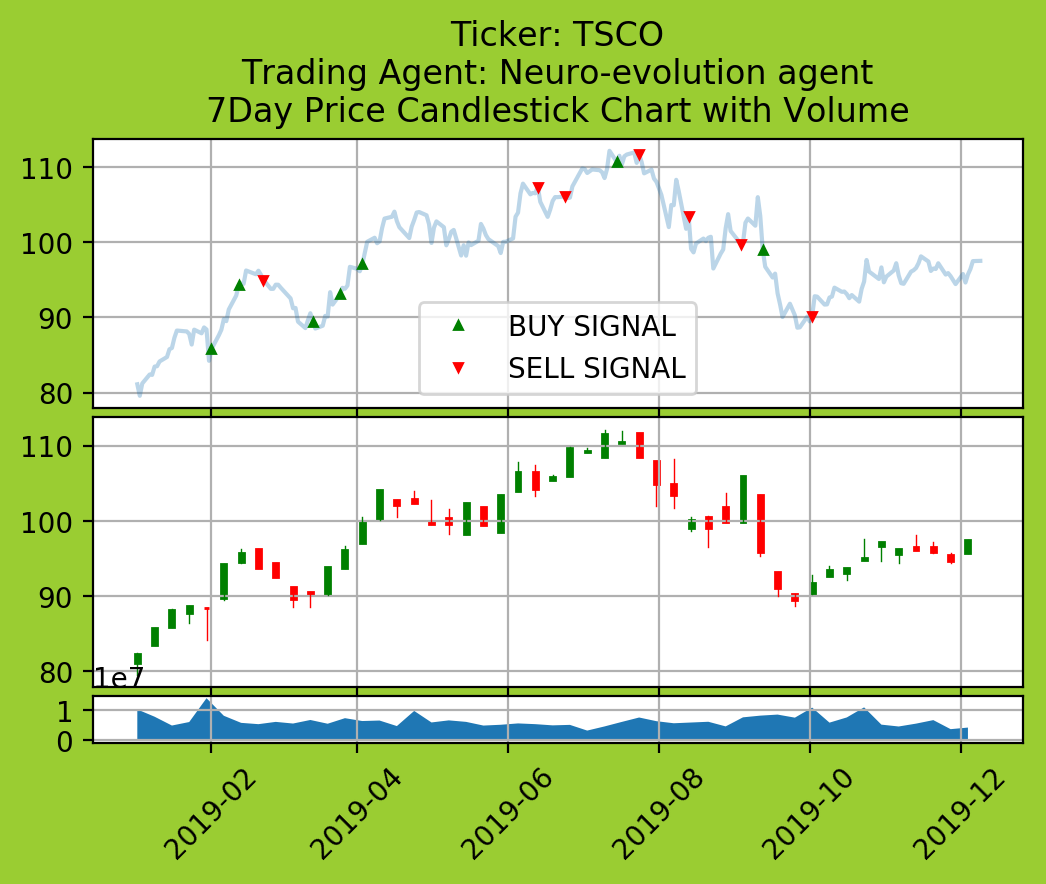 Ticker: TSCO
Trading Agent: Neuro-evolution agent
7Day Price Candlestick Chart with Volume
110
100
90
80
BUY SIGNAL
SELL SIGNAL
110
100
90
80
1e7
1
0
2019-02
2019-04
2019-06
2019-08
2019-10
2019-12